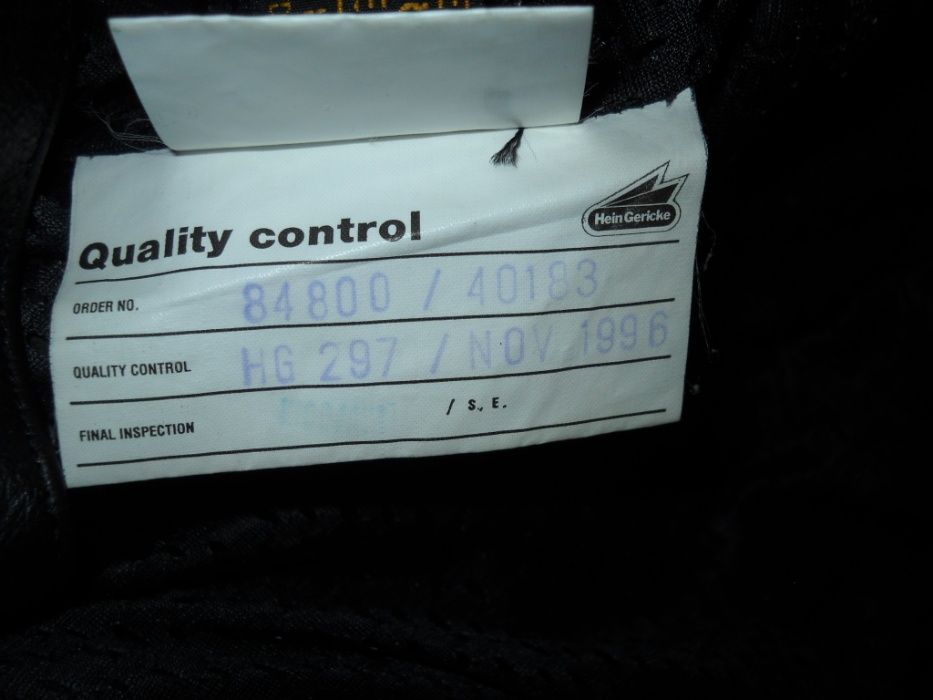 Quality control
Hein Gericke
ORDER NO. 84800 / 40183
QUALITY CONTROL HG 297 / NOV 1996
FINAL INSPECTION / S. E.